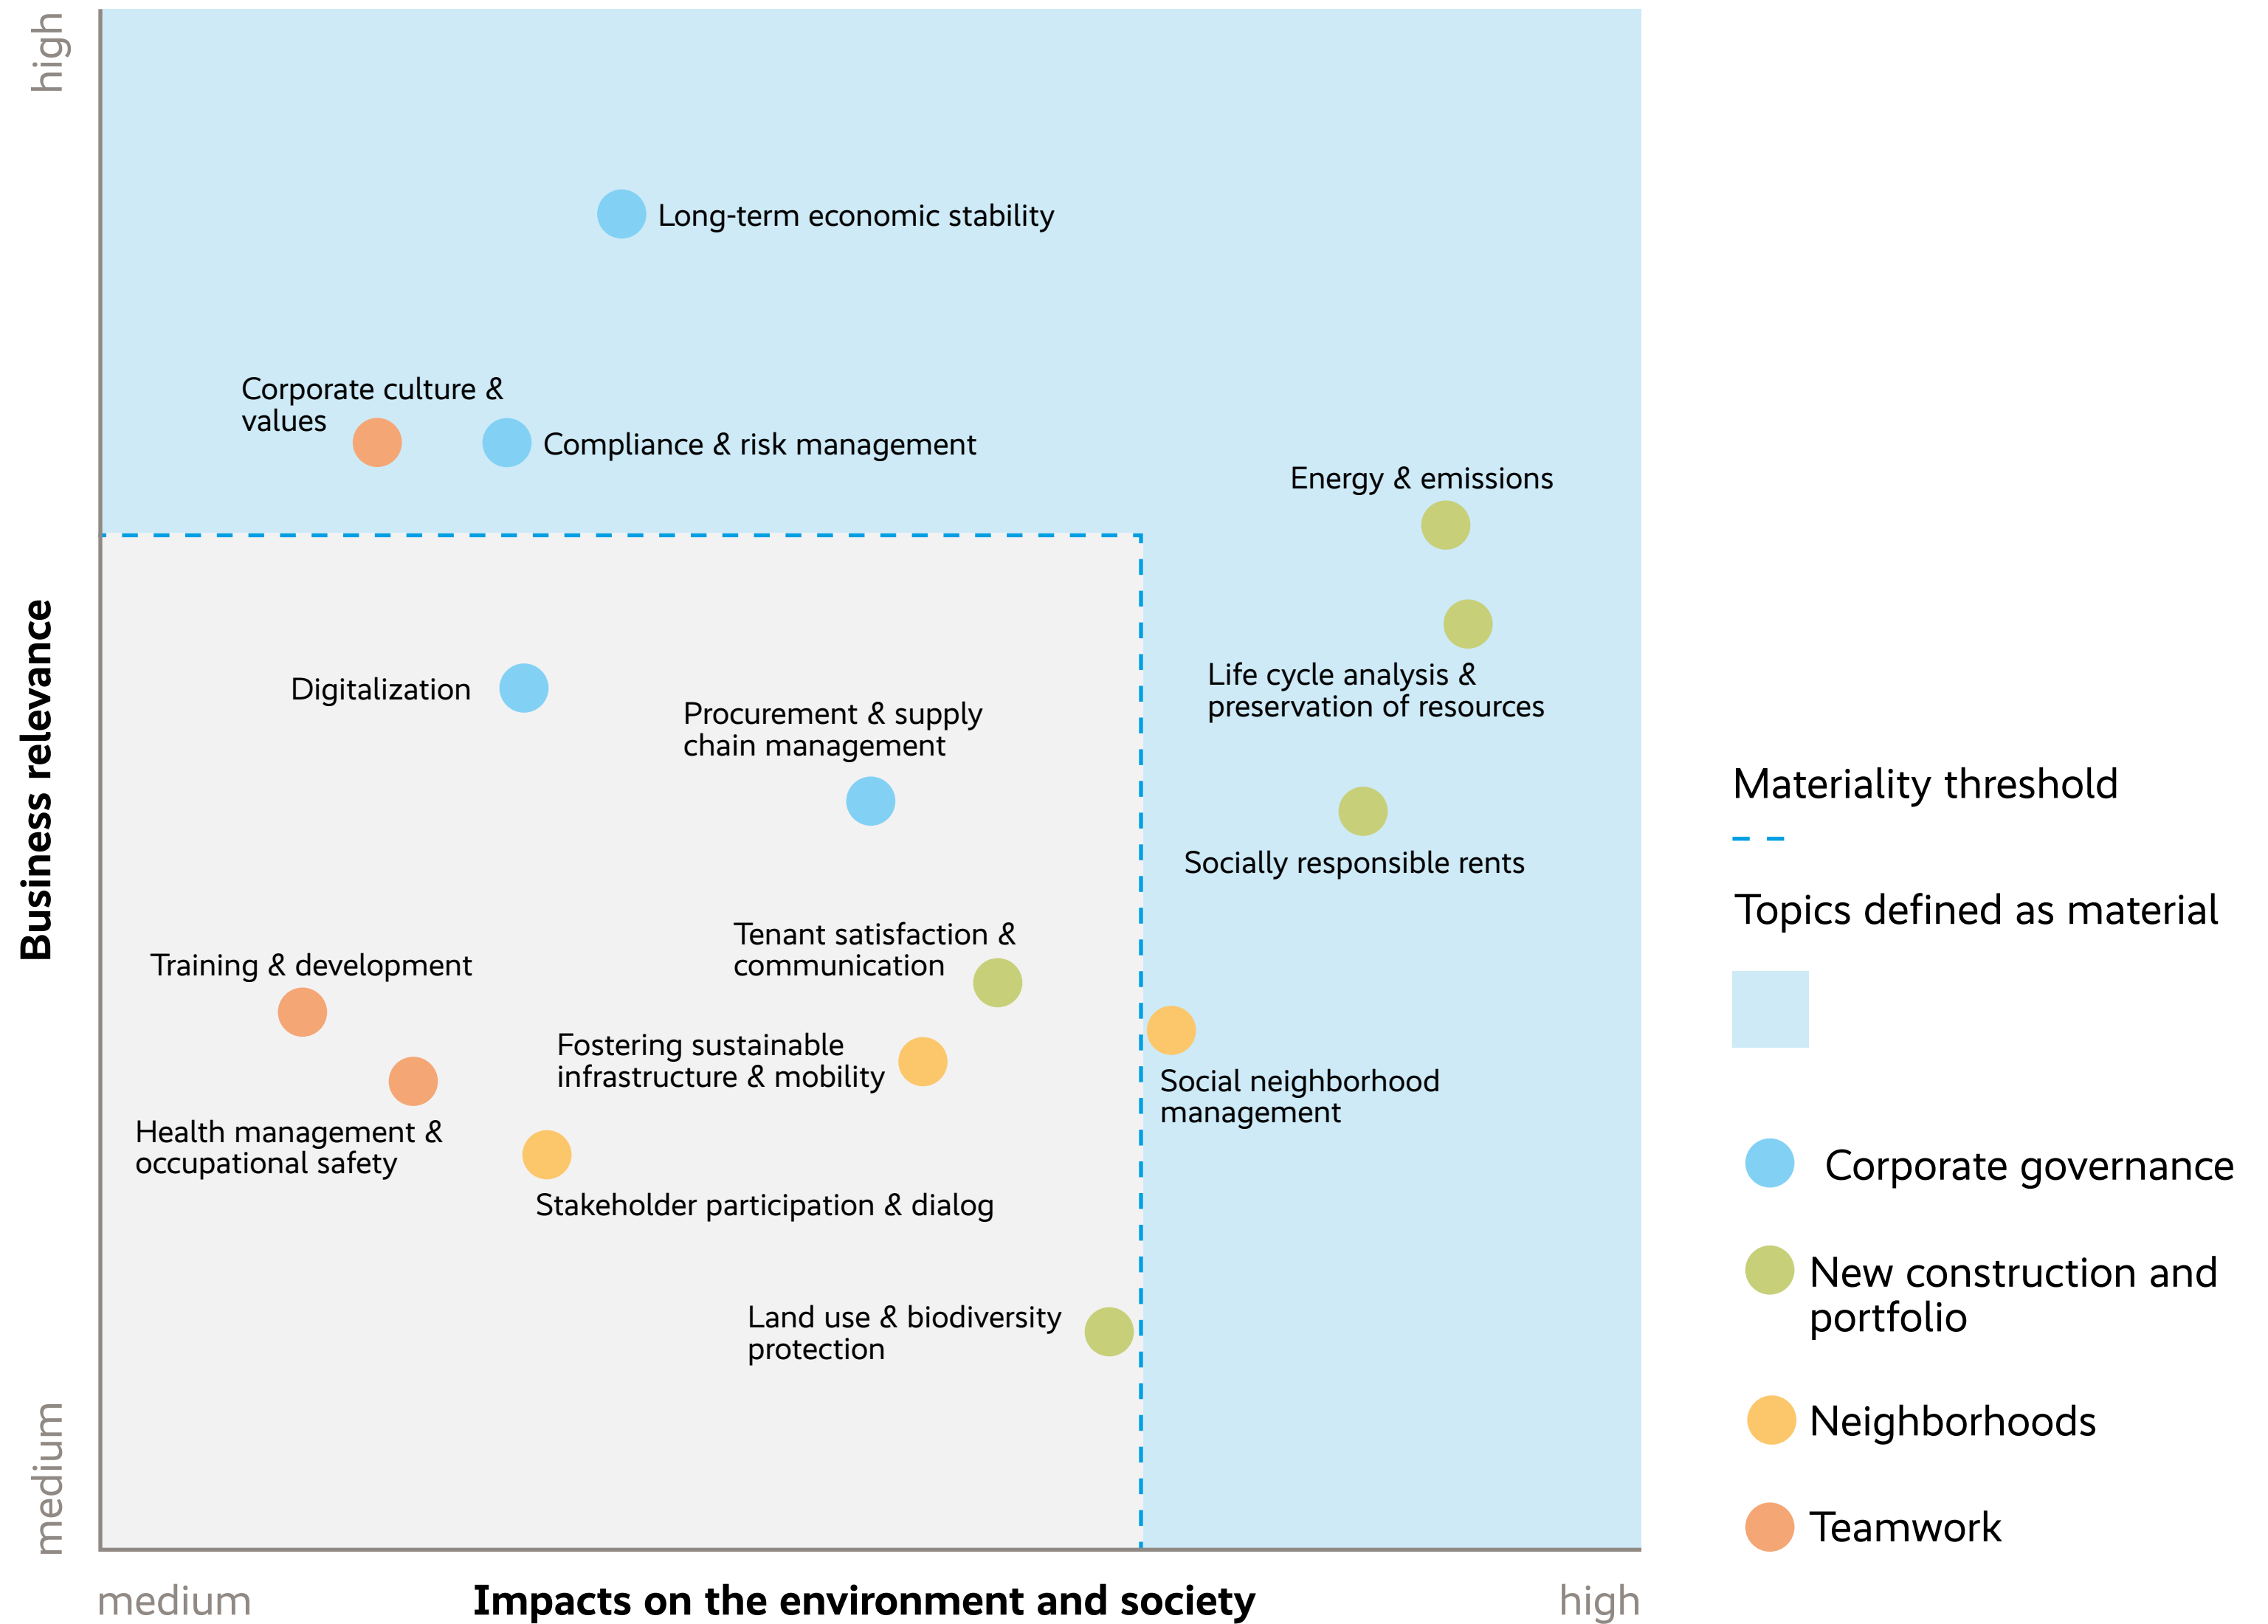 high
Long-term economic stability
Corporate culture &
values
Compliance & risk management
Energy & emissions
Life cycle analysis &
preservation of resources
Digitalization
Procurement & supply
chain management
Socially responsible rents
Tenant satisfaction &
communication
Training & development
Fostering sustainable
infrastructure & mobility
Social neighborhood
management
Health management &
occupational safety
Stakeholder participation & dialog
Land use & biodiversity
protection
Business relevance
medium
medium
Impacts on the environment and society
high
Materiality threshold
Topics defined as material
Corporate governance
New construction and
portfolio
Neighborhoods
Teamwork